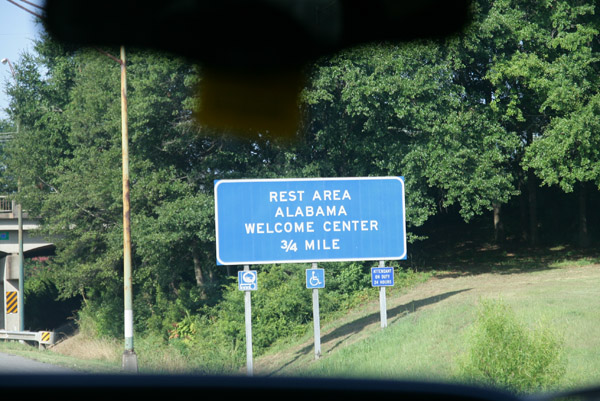 REST AREA
ALABAMA
WELCOME CENTER
3/4 MILE
ATTENDANT
ON DUTY
24 HOURS